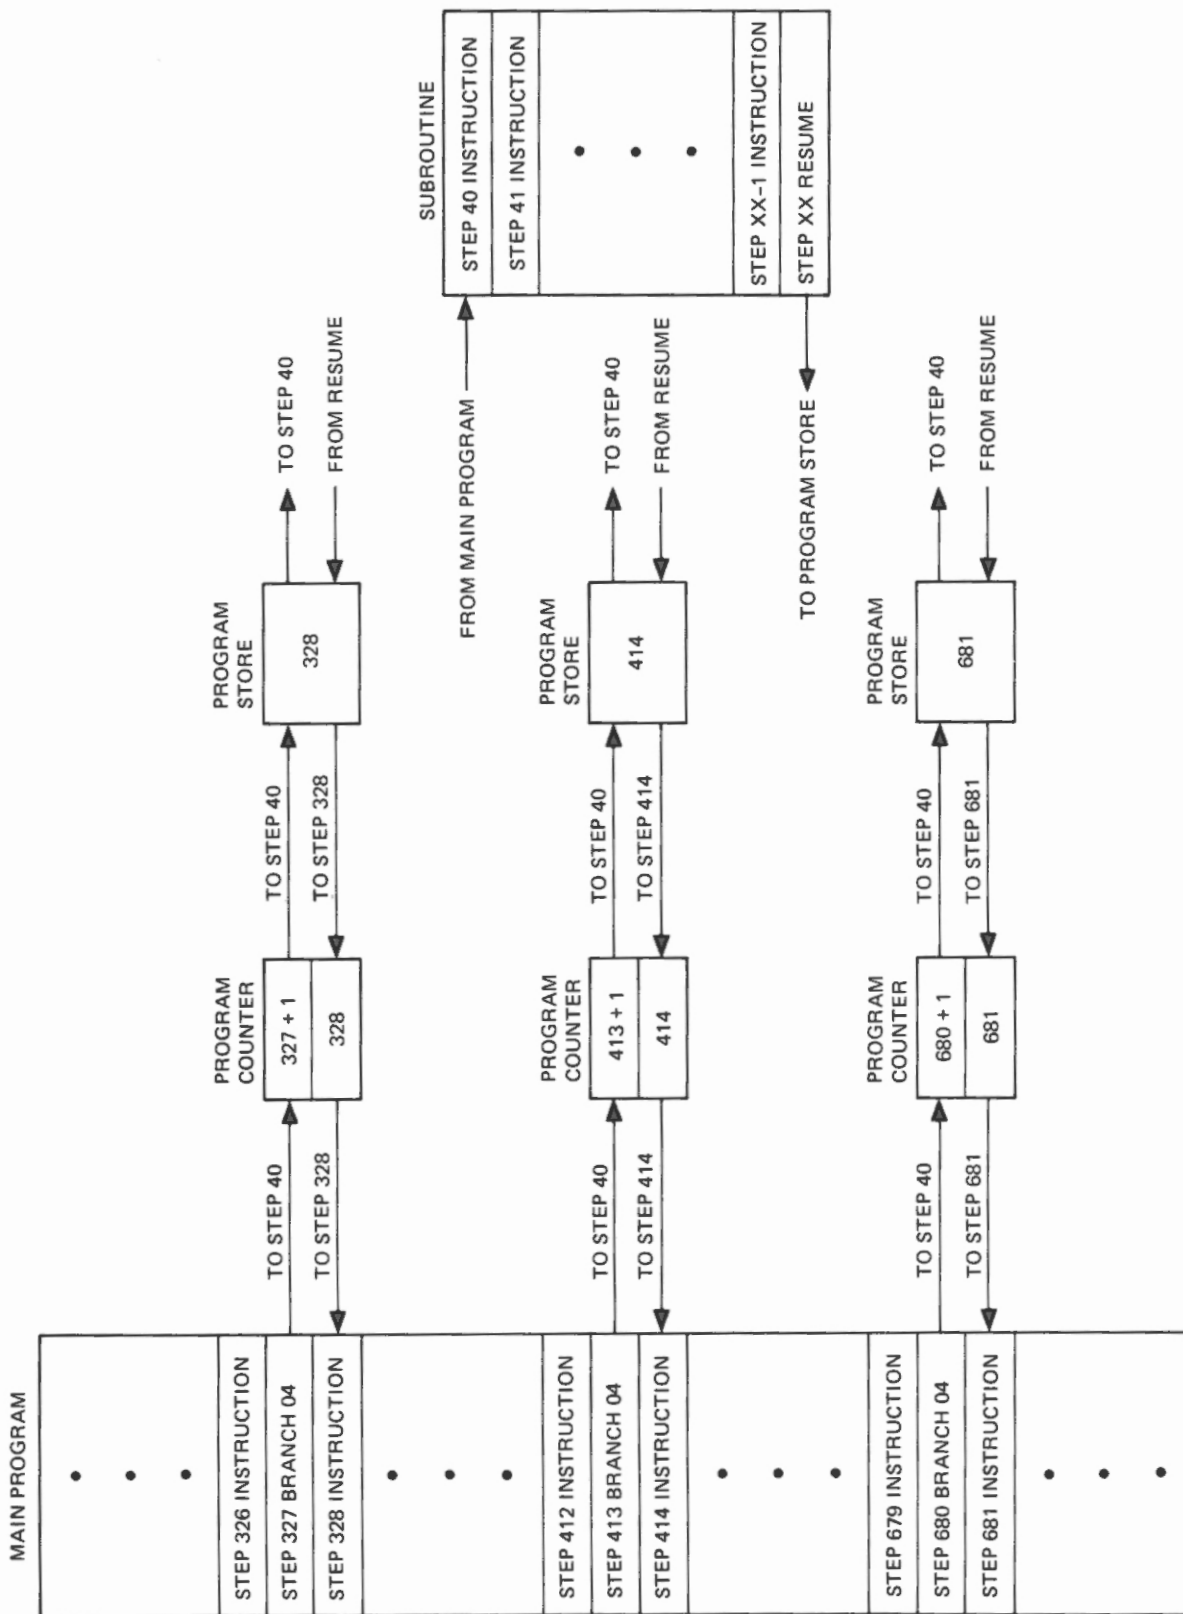 MAIN PROGRAM
STEP 326 INSTRUCTION
STEP 327 BRANCH 04
STEP 328 INSTRUCTION
STEP 412 INSTRUCTION
STEP 413 BRANCH 04
STEP 414 INSTRUCTION
STEP 679 INSTRUCTION
STEP 680 BRANCH 04
STEP 681 INSTRUCTION
TO STEP 40
TO STEP 328
PROGRAM
COUNTER
327 + 1
328
TO STEP 40
TO STEP 328
PROGRAM
STORE
328
TO STEP 40
FROM RESUME
TO STEP 40
TO STEP 414
PROGRAM
COUNTER
413 + 1
414
TO STEP 40
TO STEP 414
PROGRAM
STORE
414
TO STEP 40
FROM RESUME
TO STEP 40
TO STEP 681
PROGRAM
COUNTER
680 + 1
681
TO STEP 40
TO STEP 681
PROGRAM
STORE
681
TO STEP 40
FROM RESUME
FROM MAIN PROGRAM
TO PROGRAM STORE
SUBROUTINE
STEP 40 INSTRUCTION
STEP 41 INSTRUCTION
STEP XX-1 INSTRUCTION
STEP XX RESUME